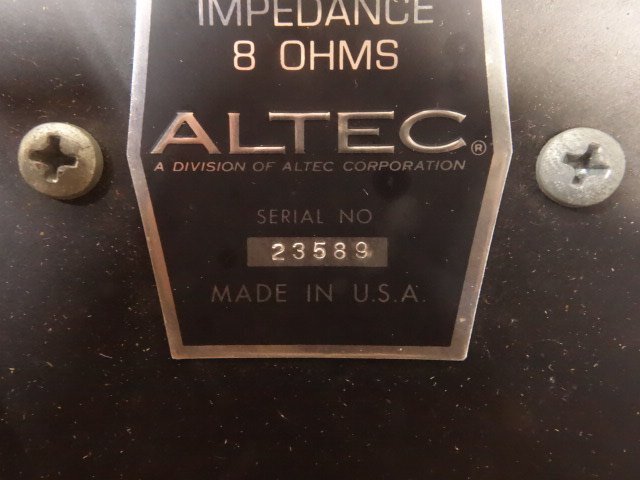 IMPEDANCE
8 OHMS
ALTEC®
A DIVISION OF ALTEC CORPORATION
SERIAL NO
23589
MADE IN U.S.A.